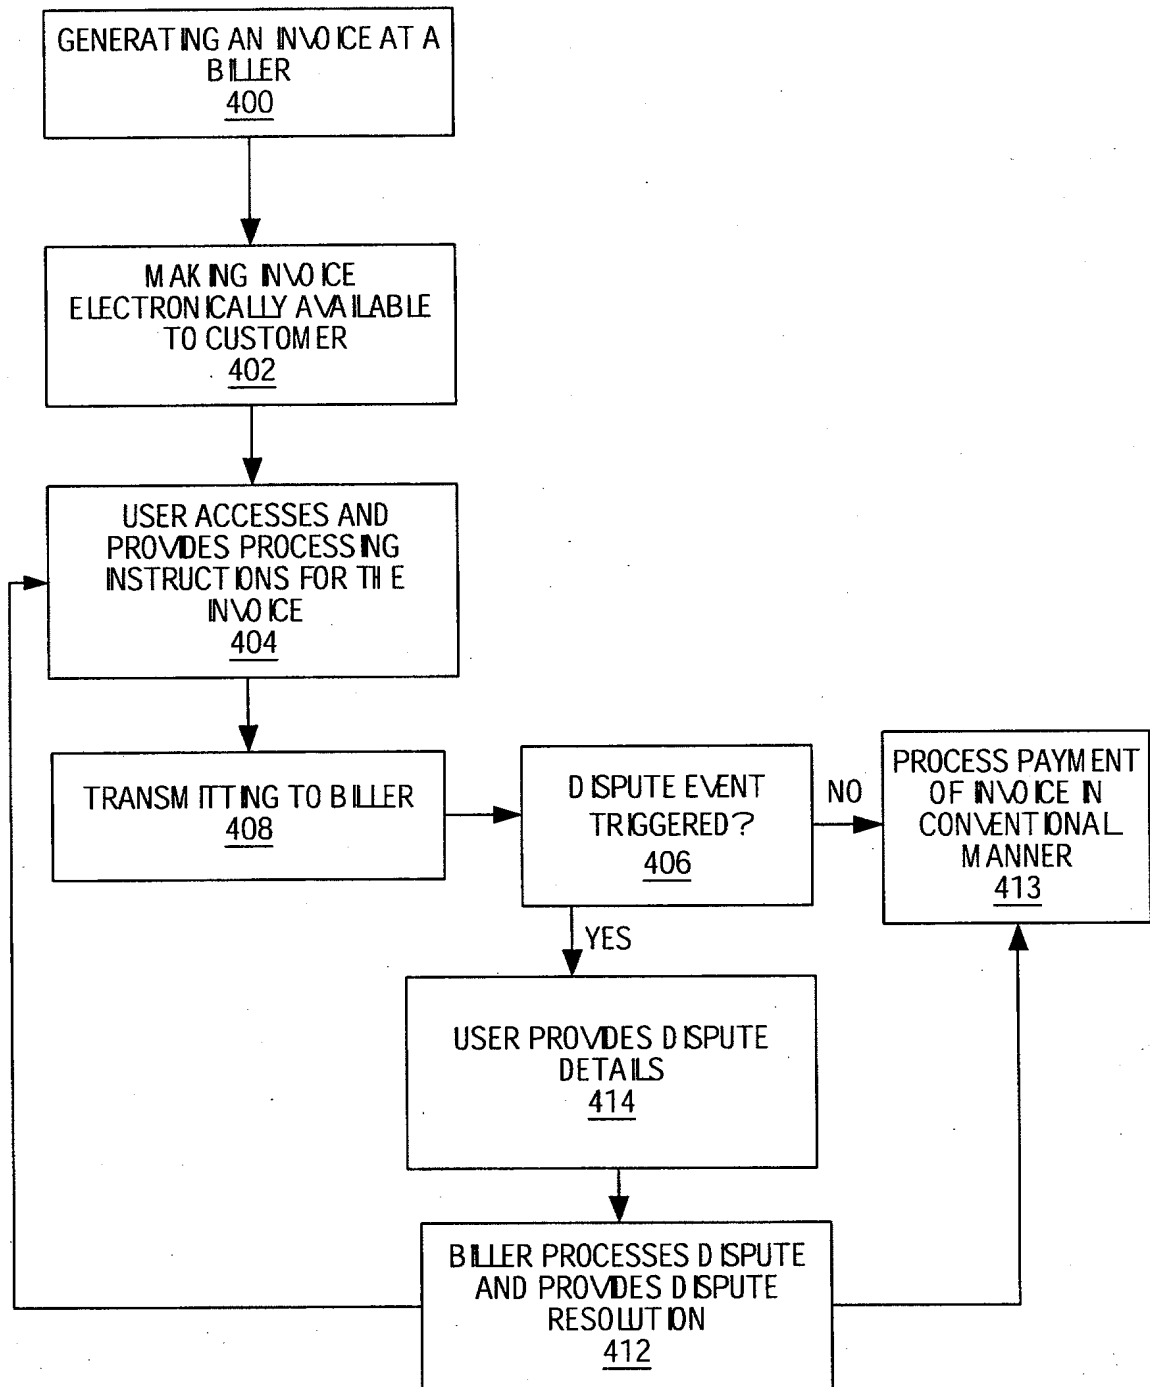 GENERATING AN INVOICE AT A
BILLER
400
MAKING INVOICE
ELECTRONICALLY AVAILABLE
TO CUSTOMER
402
USER ACCESSES AND
PROVIDES PROCESSING
INSTRUCTIONS FOR THE
INVOICE
404
TRANSMITTING TO BILLER
408
DISPUTE EVENT
TRIGGERED?
406
NO
PROCESS PAYMENT
OF INVOICE IN
CONVENTIONAL
MANNER
413
YES
USER PROVIDES DISPUTE
DETAILS
414
BILLER PROCESSES DISPUTE
AND PROVIDES DISPUTE
RESOLUTION
412